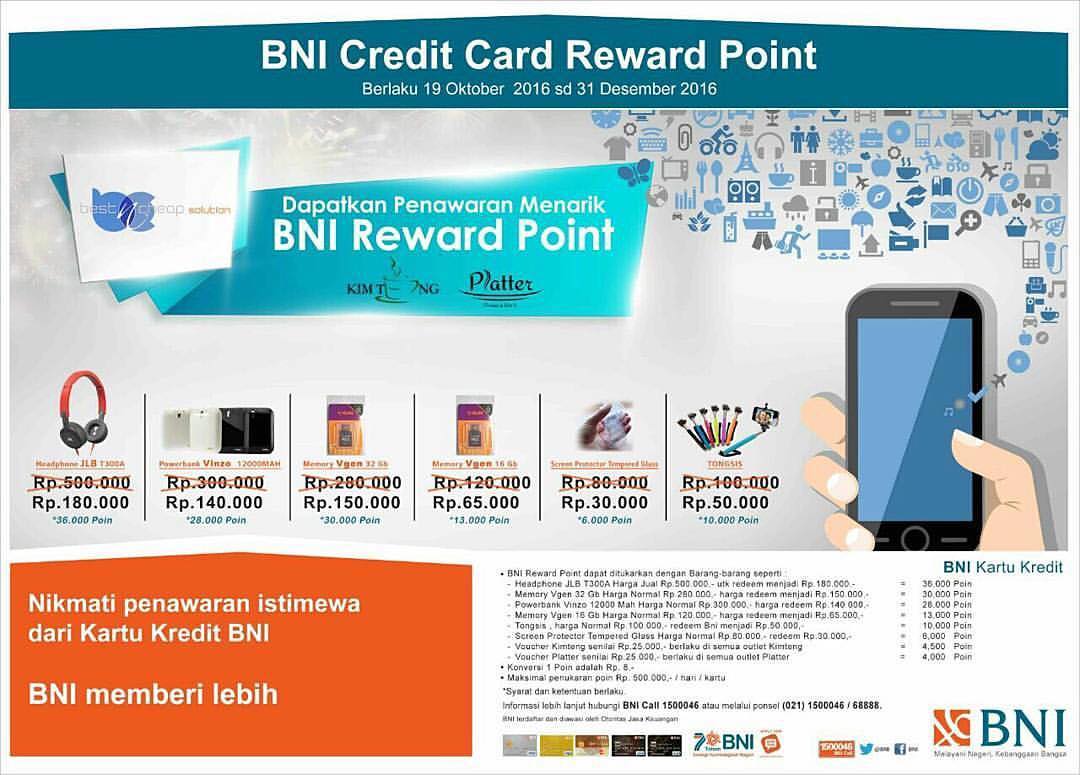 BNI Credit Card Reward Point
Berlaku 19 Oktober 2016 sd 31 Desember 2016
best n cheap solution
Dapatkan Penawaran Menarik
BNI Reward Point
KIM TENG
Platter
Headphone JLB T300A
Rp.500.000
Rp.180.000
*36.000 Poin
Powerbank Vinzo 12000MAH
Rp.300.000
Rp.140.000
*28.000 Poin
Memory Vgen 32 Gb
Rp.280.000
Rp.150.000
*30.000 Poin
Memory Vgen 16 Gb
Rp.120.000
Rp.65.000
*13.000 Poin
Screen Protector Tempered Glass
Rp.80.000
Rp.30.000
*6.000 Poin
TONGSIS
Rp.100.000
Rp.50.000
*10.000 Poin
Nikmati penawaran istimewa
dari Kartu Kredit BNI
BNI memberi lebih
BNI Kartu Kredit
• BNI Reward Point dapat ditukarkan dengan Barang-barang seperti :
- Headphone JLB T300A Harga Jual Rp.500.000,- utk redeem menjadi Rp.180.000,- = 36,000 Poin
- Memory Vgen 32 Gb Harga Normal Rp 280.000,- harga redeem menjadi Rp.150.000,- = 30,000 Poin
- Powerbank Vinzo 12000 Mah Harga Normal Rp.300.000,- harga redeem Rp.140 000,- = 28,000 Poin
- Memory Vgen 16 Gb Harga Normal Rp 120.000,- harga redeem menjadi Rp.65.000,- = 13,000 Poin
- Tongsis , harga Normal Rp.100.000,- redeem Bni menjadi Rp.50.000,- = 10,000 Poin
- Screen Protector Tempered Glass Harga Normal Rp.80.000,- redeem Rp.30.000,- = 6,000 Poin
- Voucher Kimteng senilai Rp.25.000,- berlaku di semua outlet Kimteng = 4,500 Poin
- Voucher Platter senilai Rp.25.000,- berlaku di semua outlet Platter = 4,000 Poin
• Konversi 1 Poin adalah Rp. 8,-
• Maksimal penukaran poin Rp. 500.000,- / hari / kartu
*Syarat dan ketentuan berlaku.
Informasi lebih lanjut hubungi BNI Call 1500046 atau melalui ponsel (021) 1500046 / 68888.
BNI terdaftar dan diawasi oleh Otoritas Jasa Keuangan
70 Tahun BNI
1500046
BNI Call
@BNI
BNI
BNI
Melayani Negeri, Kebanggaan Bangsa